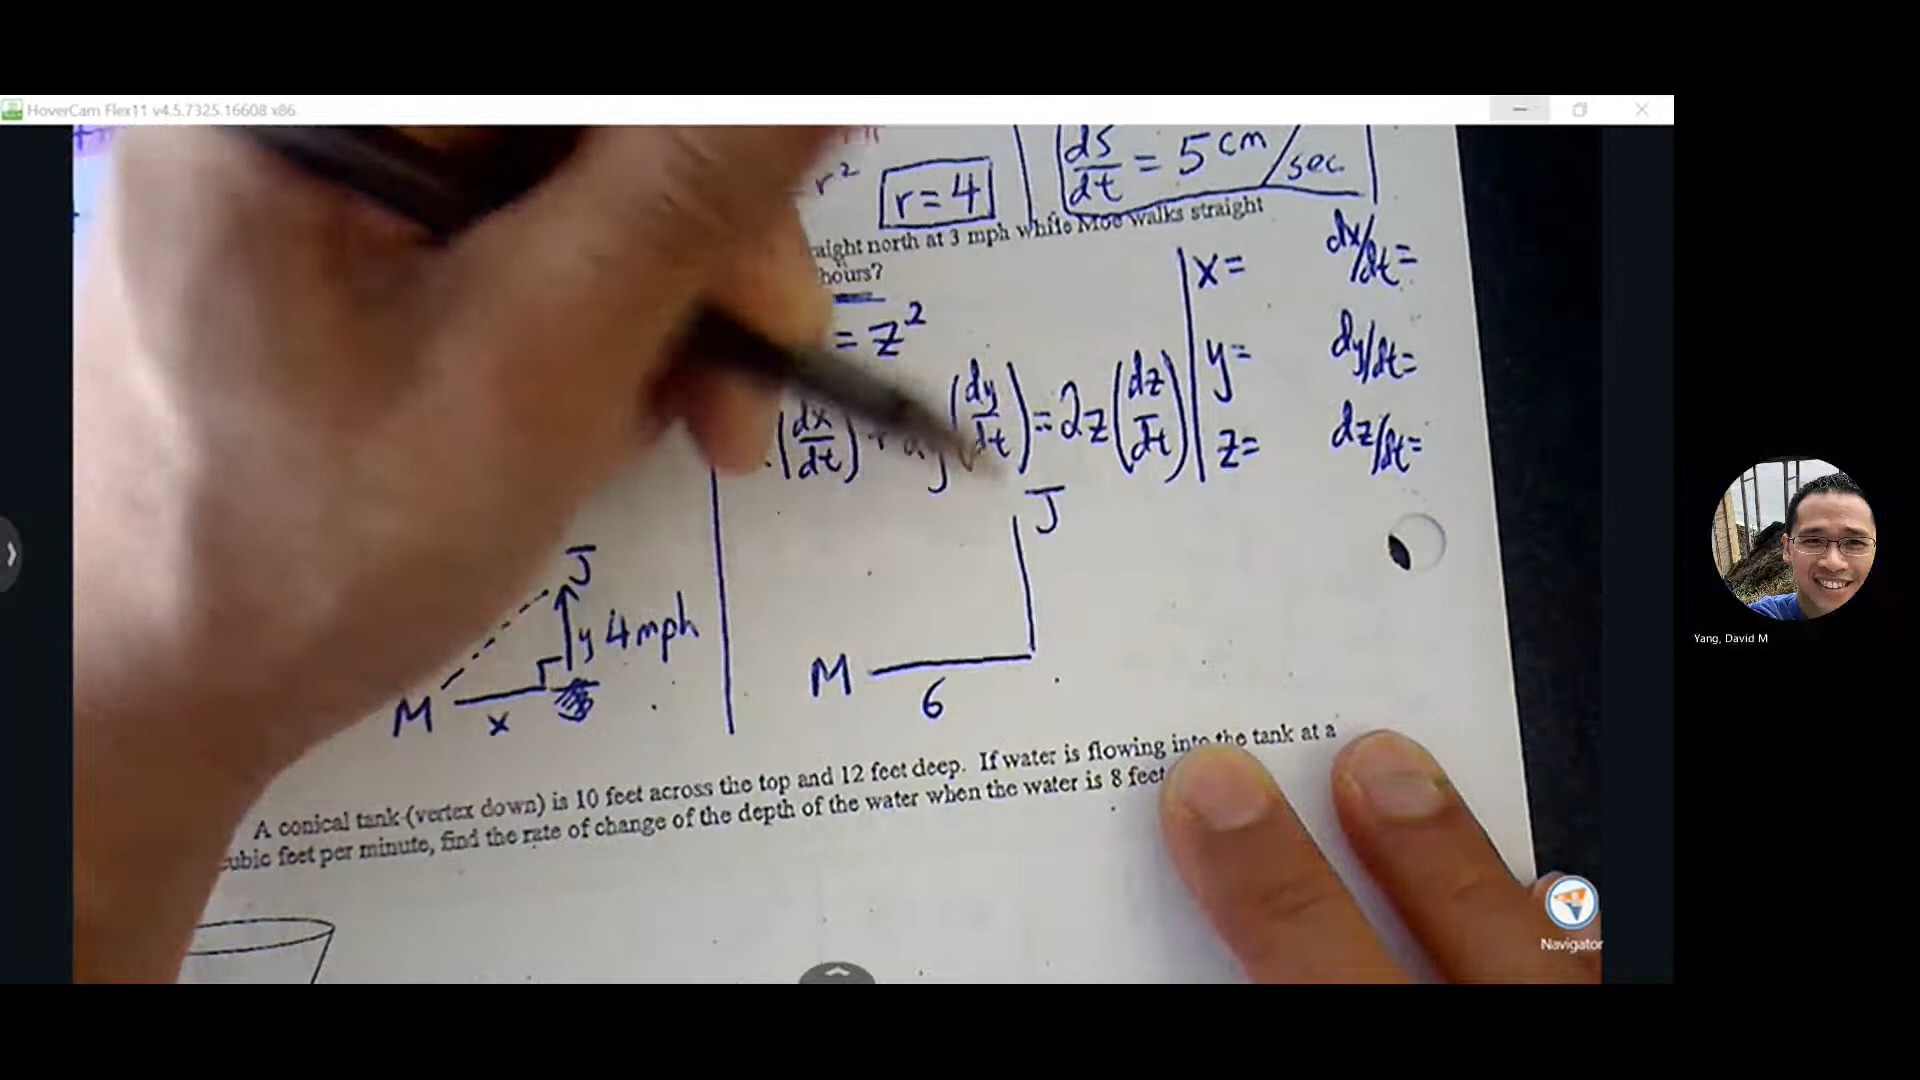 HoverCam Flex11 v4.5.7325.16608 x86
r²
r = 4
ds/dt = 5 cm/sec
north at 3 mph while Moe walks straight
hours?
= z²
(dx/dt) (dy/dt) = 2z(dz/dt)
x=
dx/dt=
y=
dy/dt=
z=
dz/dt=
J
y 4mph
M
x
J
M
6
A conical tank (vertex down) is 10 feet across the top and 12 feet deep. If water is flowing into the tank at a
cubic feet per minute, find the rate of change of the depth of the water when the water is 8 feet
Navigator
Yang, David M